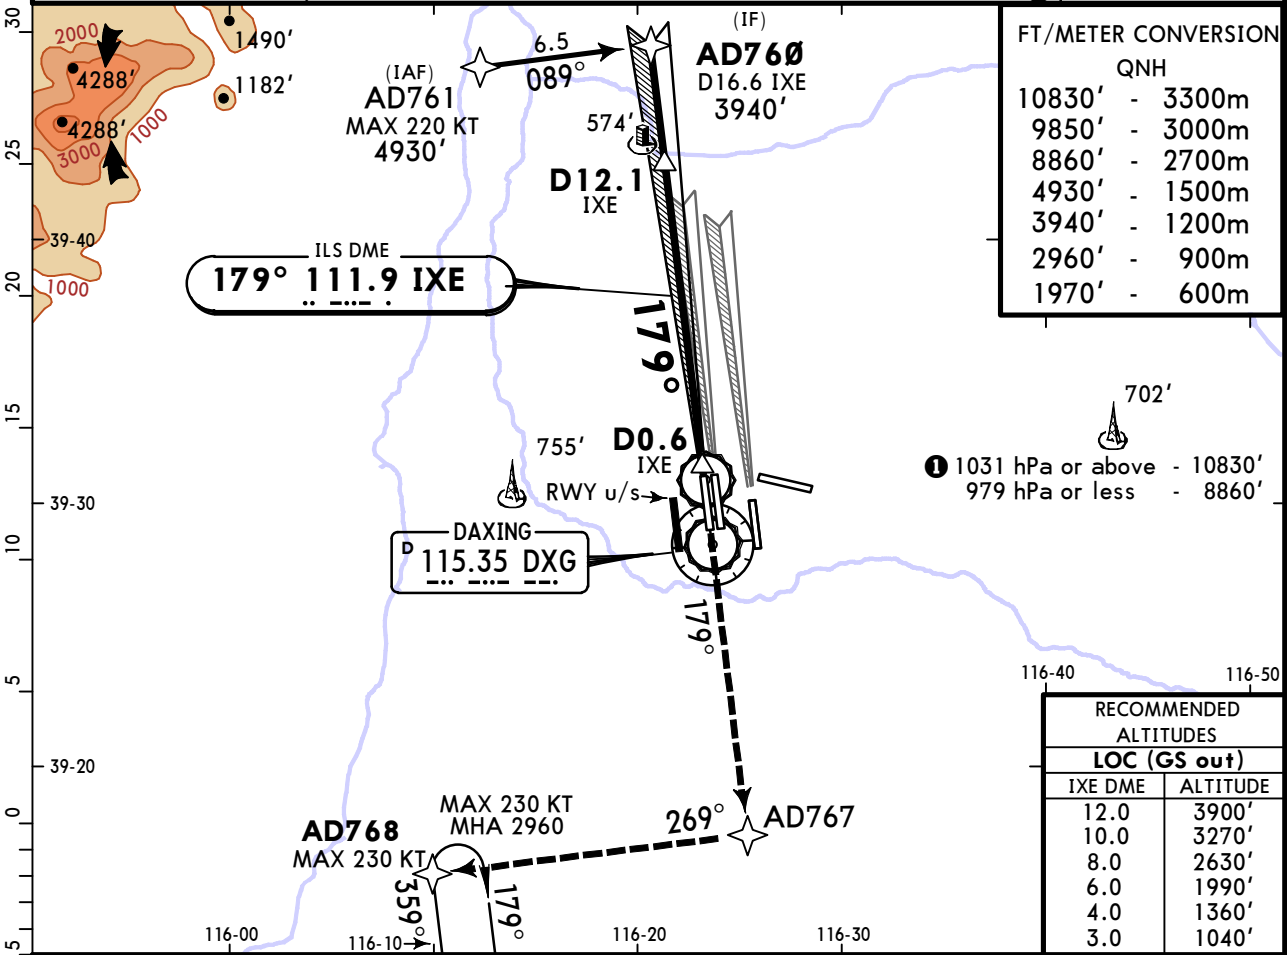 30
2000
1490'
4288'
1182'
4288'
1000
3000
25
39-40
1000
20
15
39-30
10
5
39-20
0
5
(IAF)
AD761
MAX 220 KT
4930'
6.5
089°
(IF)
AD760
D16.6 IXE
3940'
574'
D12.1
IXE
ILS DME
179° 111.9 IXE
179°
755'
D0.6
IXE
RWY u/s
DAXING
D 115.35 DXG
179°
702'
❶ 1031 hPa or above - 10830'
979 hPa or less - 8860'
FT/METER CONVERSION
QNH
10830' - 3300m
9850' - 3000m
8860' - 2700m
4930' - 1500m
3940' - 1200m
2960' - 900m
1970' - 600m
116-40
116-50
AD767
269°
MAX 230 KT
MHA 2960
AD768
MAX 230 KT
359°
179°
116-00
116-10
116-20
116-30
RECOMMENDED
ALTITUDES
LOC (GS out)
IXE DME ALTITUDE
12.0 3900'
10.0 3270'
8.0 2630'
6.0 1990'
4.0 1360'
3.0 1040'